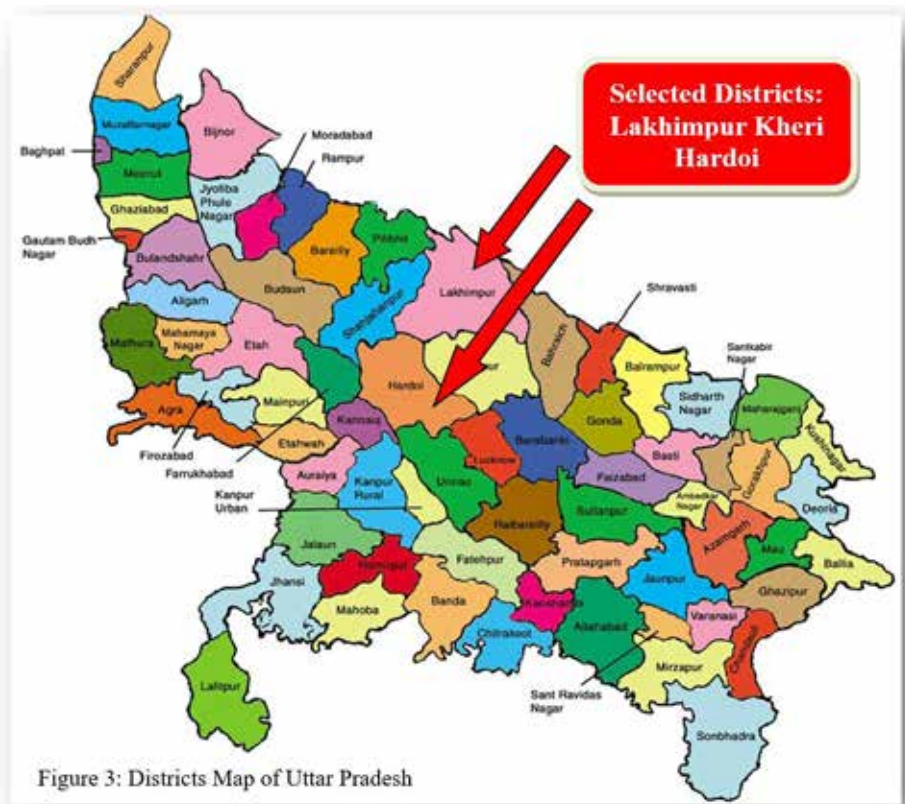 Selected Districts:
Lakhimpur Kheri
Hardoi
Sharanpur
Muzaffarnagar
Bijnor
Moradabad
Rampur
Baghpat
Meerut
Jyotiba
Phule
Nagar
Ghaziabad
Gautam Budh
Nagar
Bareilly
Pilibhit
Bulandshahr
Budaun
Shahjahanpur
Lakhimpur
Shravasti
Aligarh
Bahraich
Mathura
Mahamaya
Nagar
Etah
Hardoi
Balrampur
Santkabir
Nagar
Sidharth
Nagar
Maharajganj
Agra
Mainpuri
Kannauj
Gonda
Kushinagar
Firozabad
Etahwah
Farrukhabad
Auraiya
Kanpur
Rural
Unnao
Lucknow
Barabanki
Faizabad
Basti
Gorakhpur
Deoria
Kanpur
Urban
Ambadkar
Nagar
Raibareilly
Sultanpur
Azamgarh
Jalaun
Mau
Ballia
Jhansi
Hamirpur
Fatehpur
Pratapgarh
Jaunpur
Ghazipur
Mahoba
Banda
Allahabad
Varanasi
Chitrakoot
Mirzapur
Lalitpur
Sant Ravidas
Nagar
Sonbhadra
Figure 3: Districts Map of Uttar Pradesh